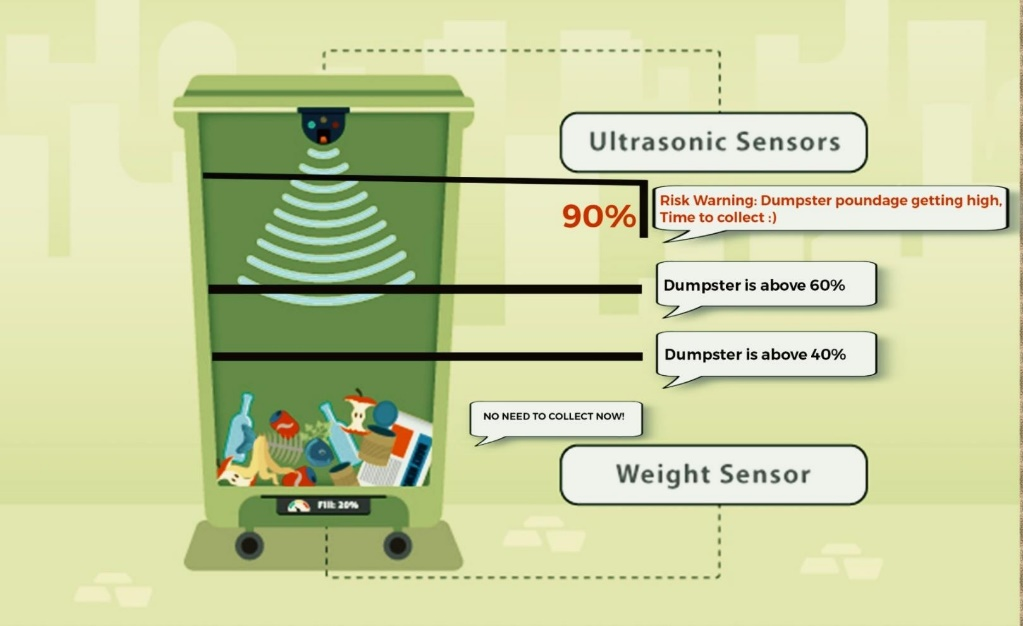 Ultrasonic Sensors
90%
Risk Warning: Dumpster poundage getting high,
Time to collect :)
Dumpster is above 60%
Dumpster is above 40%
NO NEED TO COLLECT NOW!
Weight Sensor
Fill: 20%